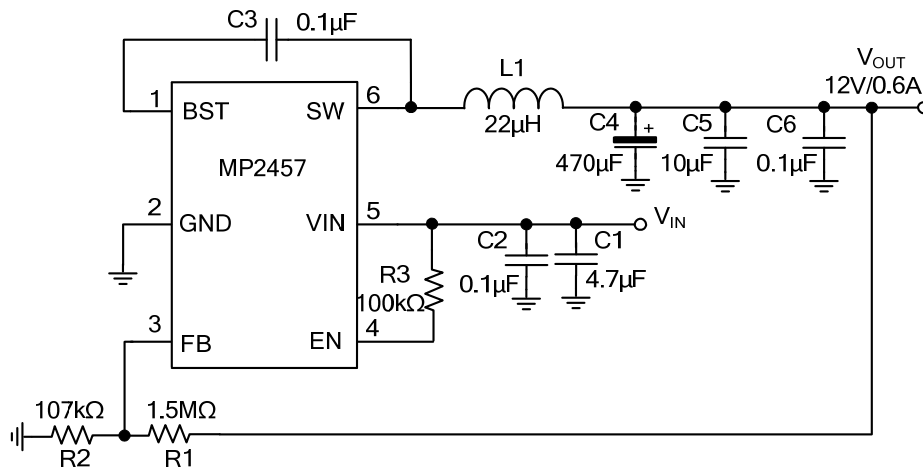 C3
0.1µF
1
BST
SW
6
L1
22µH
V_OUT
12V/0.6A
C4
+
470µF
C5
10µF
C6
0.1µF
MP2457
2
GND
VIN
5
V_IN
C2
0.1µF
C1
4.7µF
R3
100kΩ
3
FB
EN
4
107kΩ
R2
1.5MΩ
R1